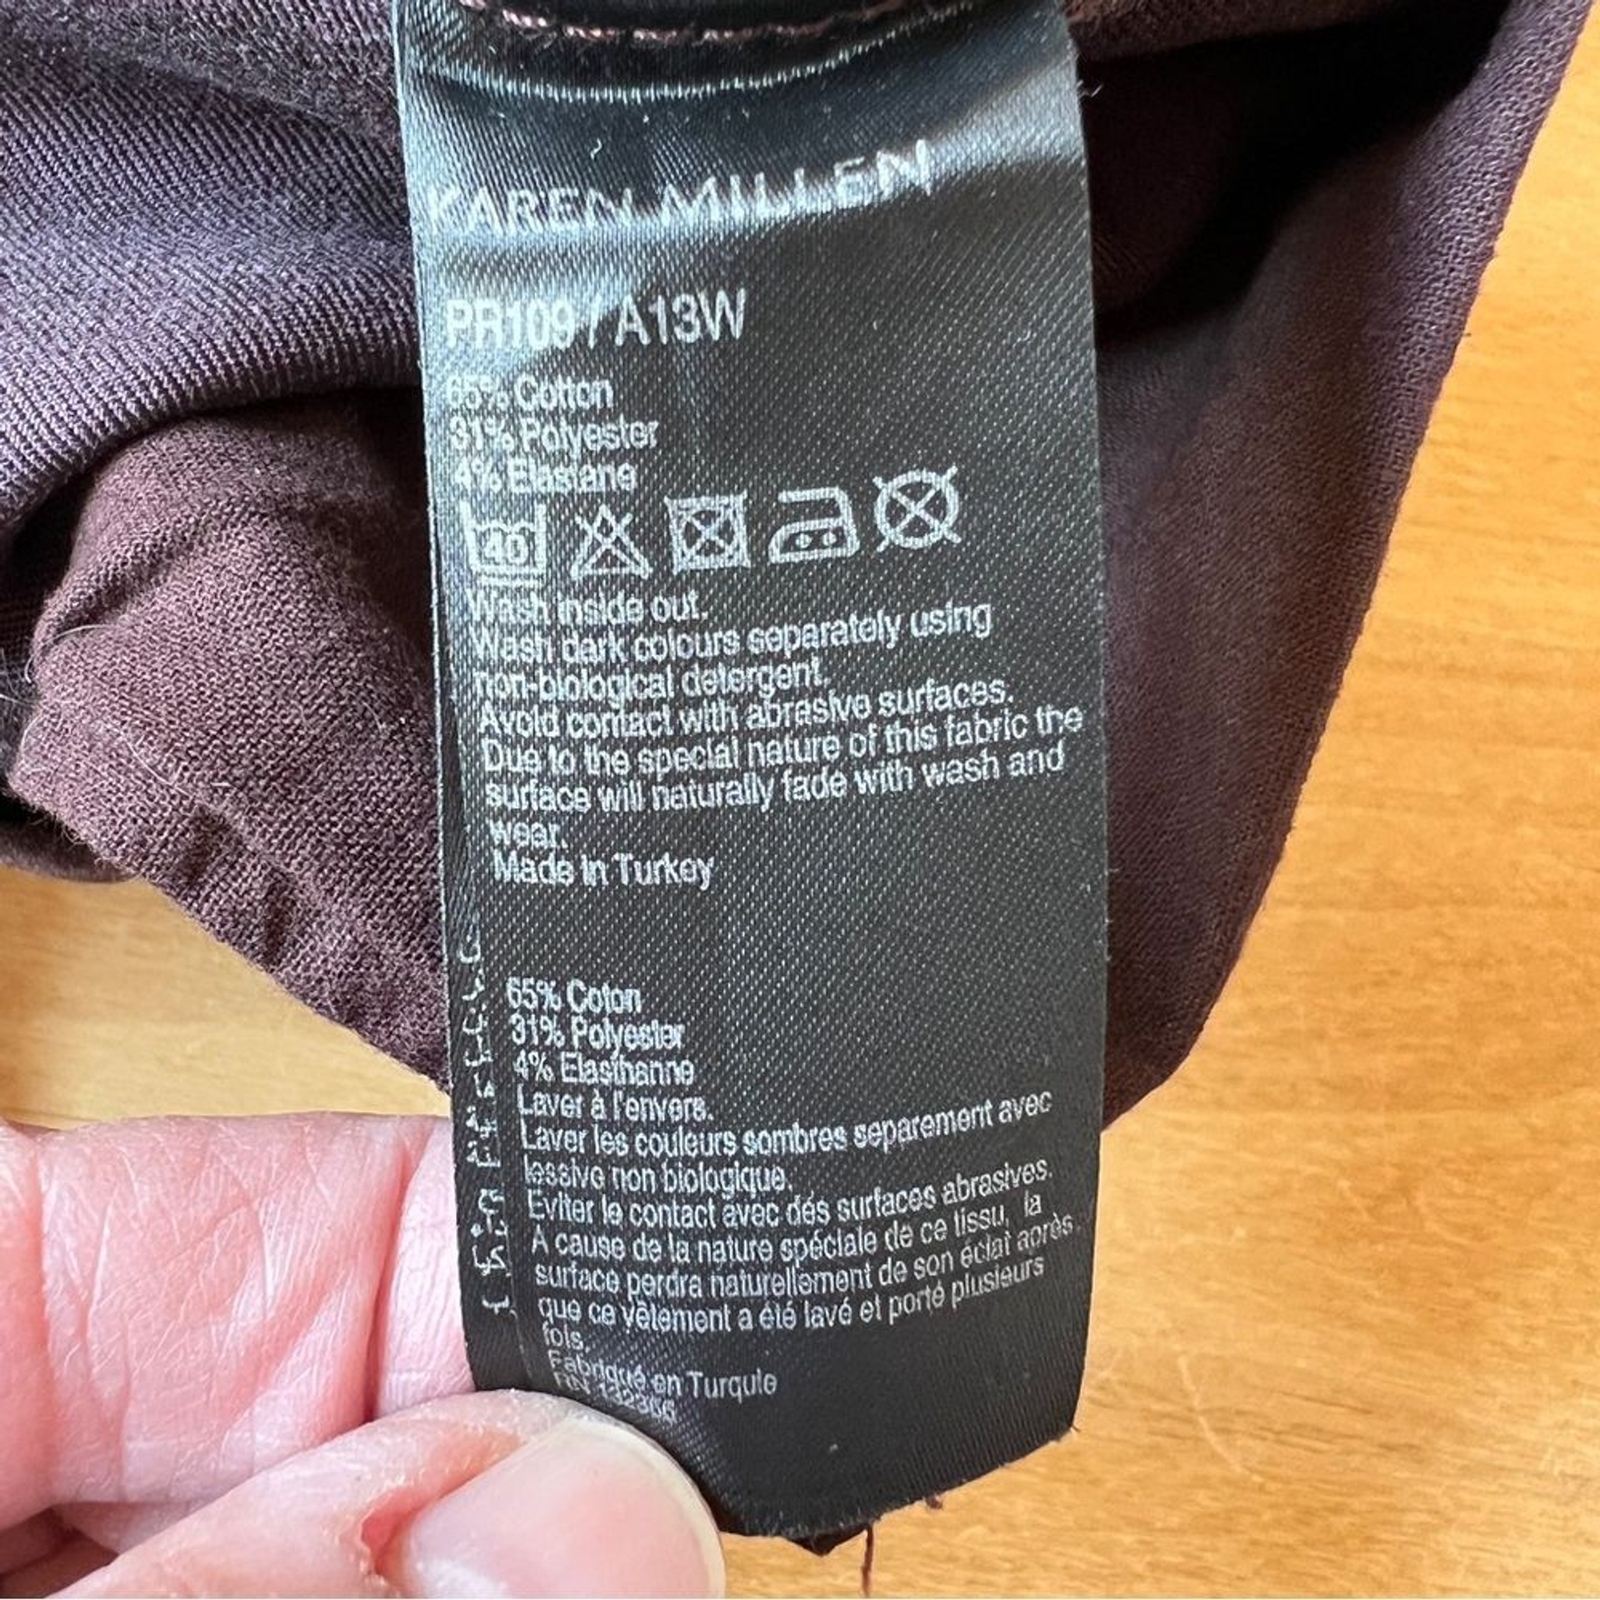 KAREN MILLEN
PR109 / A13W
65% Cotton
31% Polyester
4% Elastane
40
Wash inside out.
Wash dark colours separately using
non-biological detergent.
Avoid contact with abrasive surfaces.
Due to the special nature of this fabric the
surface will naturally fade with wash and
wear.
Made in Turkey
65% Coton
31% Polyester
4% Elasthanne
Laver à l'envers.
Laver les couleurs sombres separement avec
lessive non biologique.
Eviter le contact avec dés surfaces abrasives.
A cause de la nature spéciale de ce tissu, la
surface perdra naturellement de son éclat après
que ce vêtement a été lavé et porté plusieurs
fois.
Fabriqué en Turquie
RN 132366